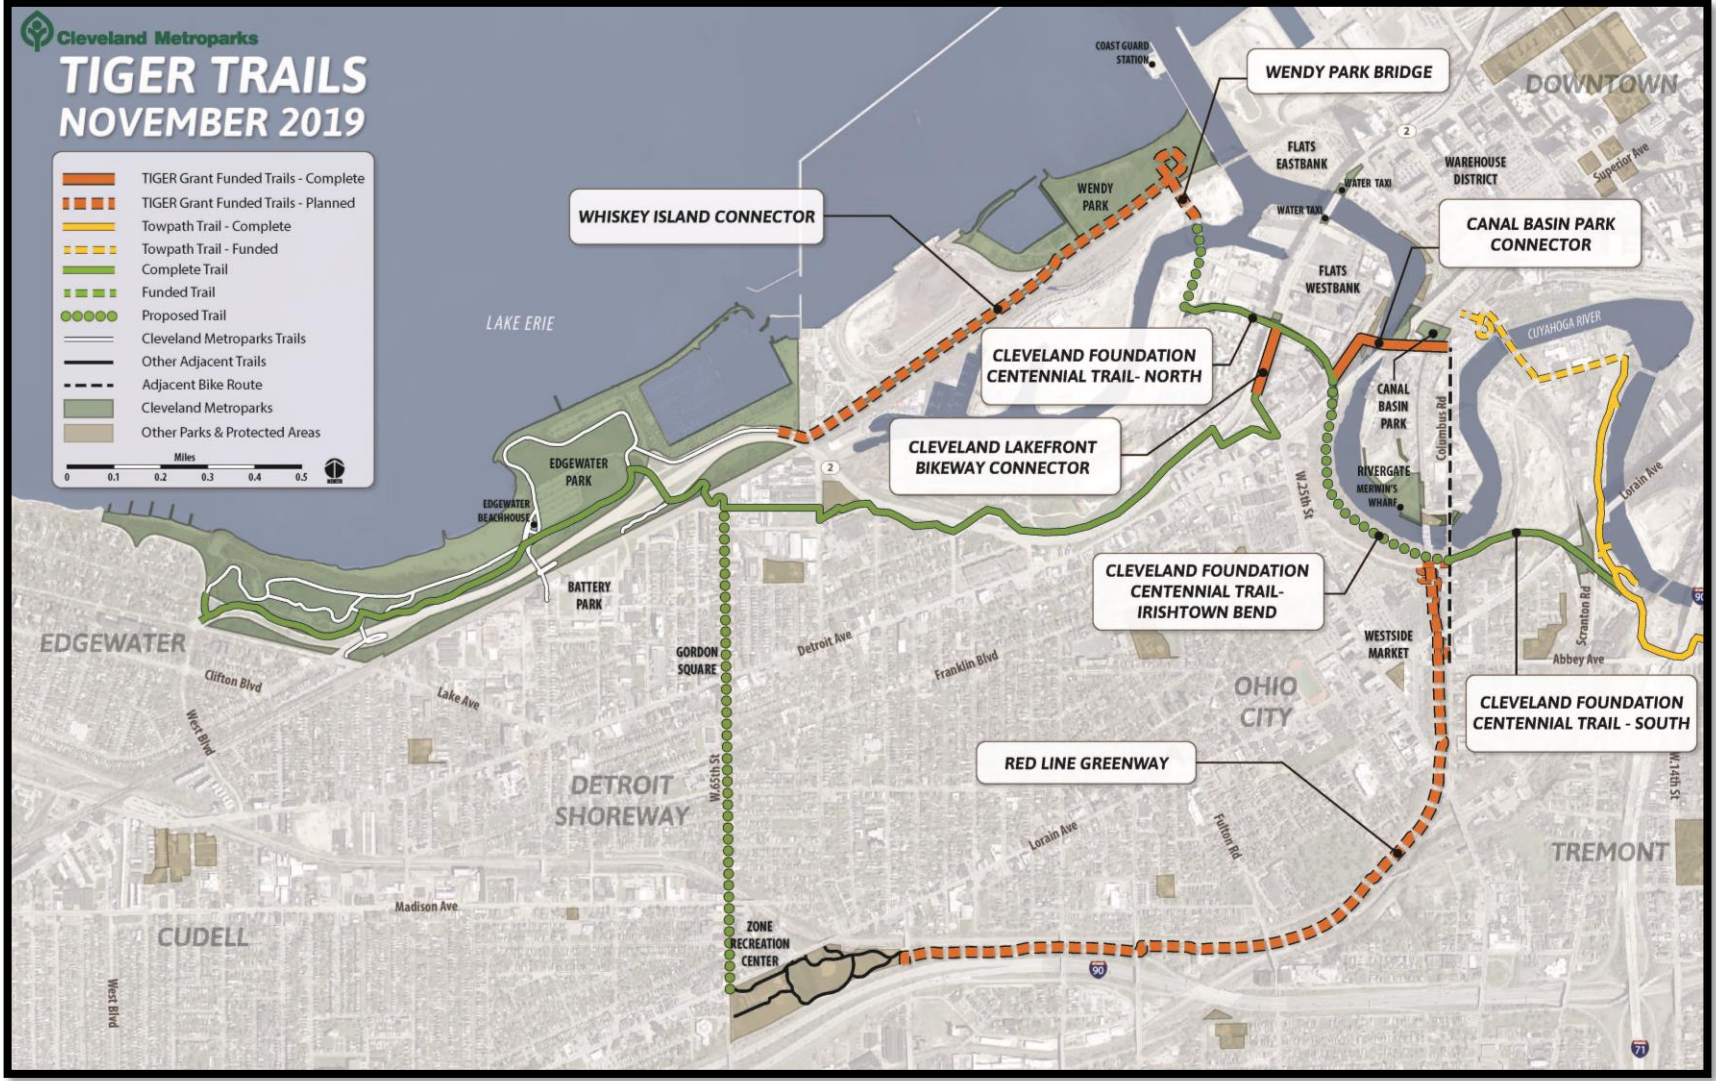 Cleveland Metroparks
TIGER TRAILS
NOVEMBER 2019
TIGER Grant Funded Trails - Complete
TIGER Grant Funded Trails - Planned
Towpath Trail - Complete
Towpath Trail - Funded
Complete Trail
Funded Trail
Proposed Trail
Cleveland Metroparks Trails
Other Adjacent Trails
Adjacent Bike Route
Cleveland Metroparks
Other Parks & Protected Areas
Miles
0 0.1 0.2 0.3 0.4 0.5
NORTH
COAST GUARD
STATION
WENDY PARK BRIDGE
DOWNTOWN
2
FLATS
EASTBANK
WAREHOUSE
DISTRICT
Superior Ave
WATER TAXI
WATER TAXI
WENDY
PARK
WHISKEY ISLAND CONNECTOR
CANAL BASIN PARK
CONNECTOR
FLATS
WESTBANK
LAKE ERIE
CUYAHOGA RIVER
CLEVELAND FOUNDATION
CENTENNIAL TRAIL- NORTH
CANAL
BASIN
PARK
Columbus Rd
CLEVELAND LAKEFRONT
BIKEWAY CONNECTOR
2
EDGEWATER
PARK
EDGEWATER
BEACHHOUSE
W.25th St
RIVERGATE
MERWIN'S
WHARF
Lorain Ave
CLEVELAND FOUNDATION
CENTENNIAL TRAIL-
IRISHTOWN BEND
BATTERY
PARK
90
Scranton Rd
EDGEWATER
Clifton Blvd
GORDON
SQUARE
Detroit Ave
Franklin Blvd
WESTSIDE
MARKET
Abbey Ave
OHIO
CITY
CLEVELAND FOUNDATION
CENTENNIAL TRAIL - SOUTH
Lake Ave
West Blvd
RED LINE GREENWAY
W.65th St
W.14th St
DETROIT
SHOREWAY
Lorain Ave
Fulton Rd
TREMONT
Madison Ave
CUDELL
ZONE
RECREATION
CENTER
90
West Blvd
71